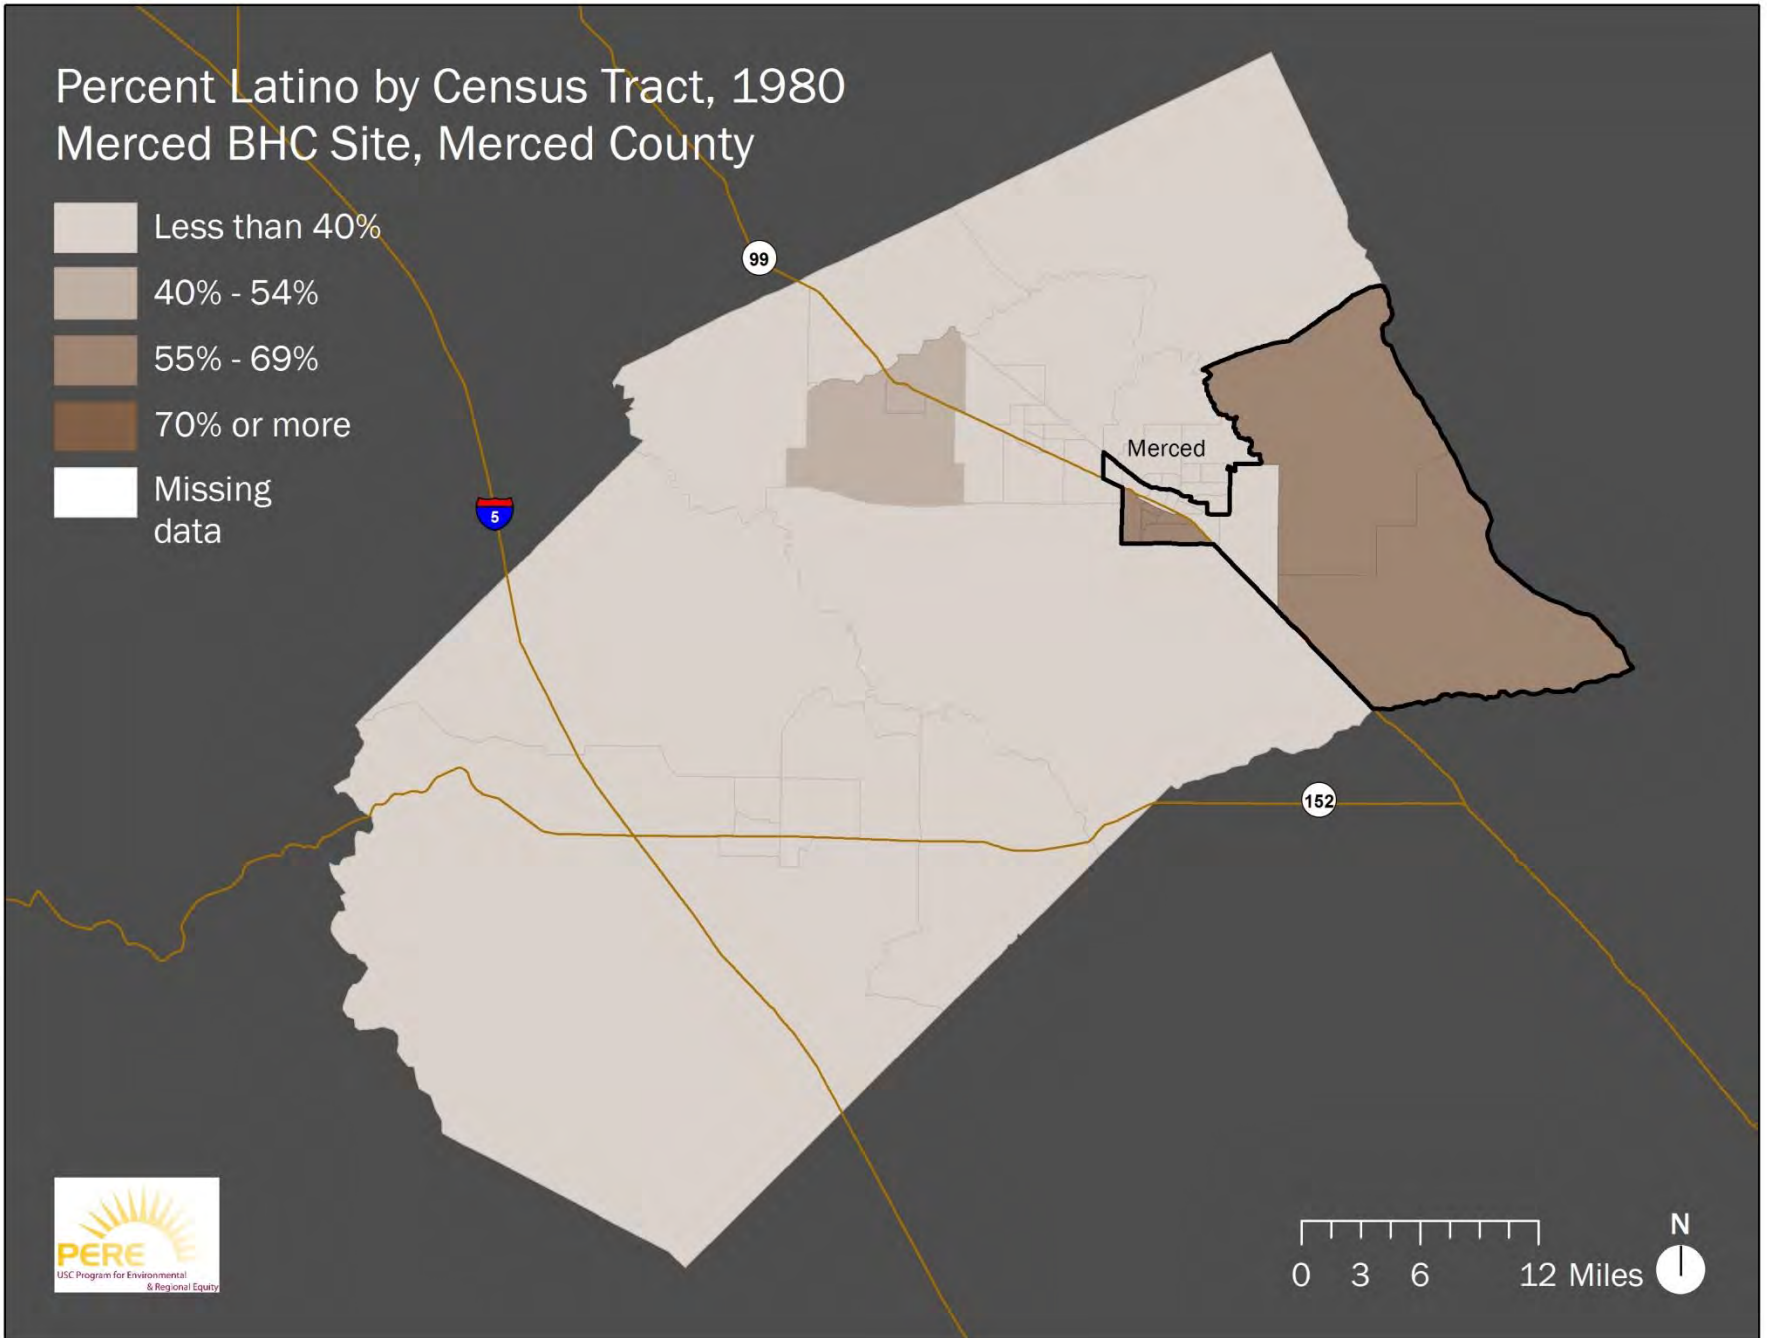 Percent Latino by Census Tract, 1980
Merced BHC Site, Merced County
Less than 40%
40% - 54%
55% - 69%
70% or more
Missing
data
99
Merced
5
152
N
0 3 6 12 Miles
PERE
USC Program for Environmental
& Regional Equity